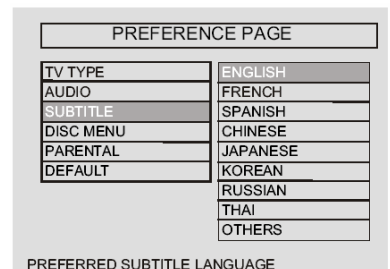 PREFERENCE PAGE
TV TYPE
AUDIO
SUBTITLE
DISC MENU
PARENTAL
DEFAULT
ENGLISH
FRENCH
SPANISH
CHINESE
JAPANESE
KOREAN
RUSSIAN
THAI
OTHERS
PREFERRED SUBTITLE LANGUAGE